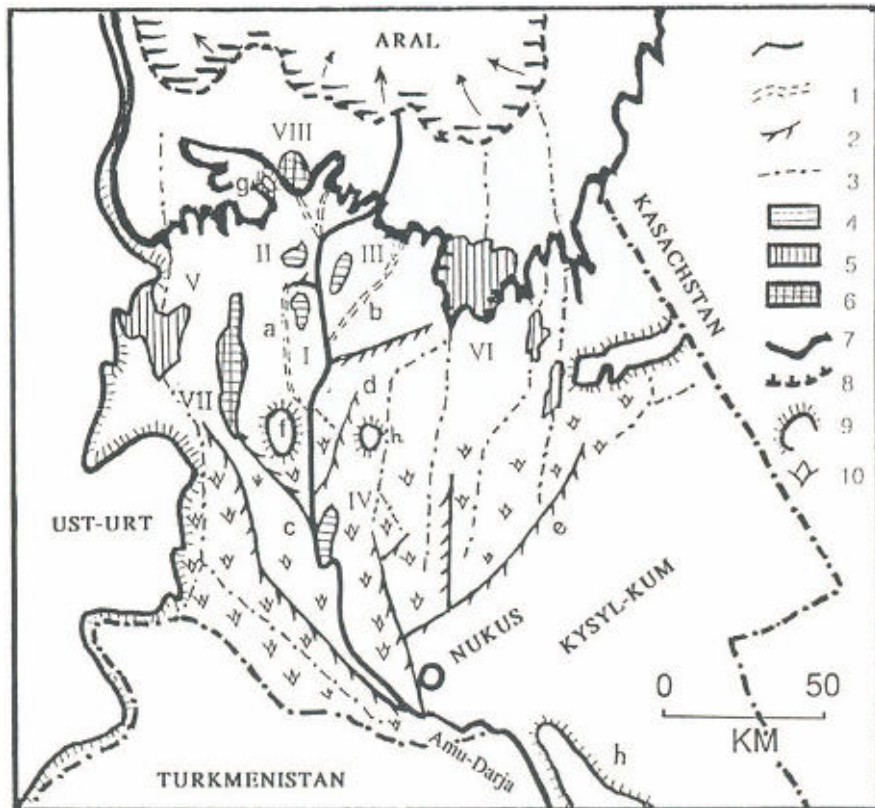 ARAL
1
VIII
2
g
3
KASACHSTAN
II
III
4
V
5
a
b
6
I
VI
7
d
8
VII
f
h
9
IV
10
UST-URT
c
e
NUKUS
KYSYL-KUM
0 50
KM
h
Amu-Darja
TURKMENISTAN